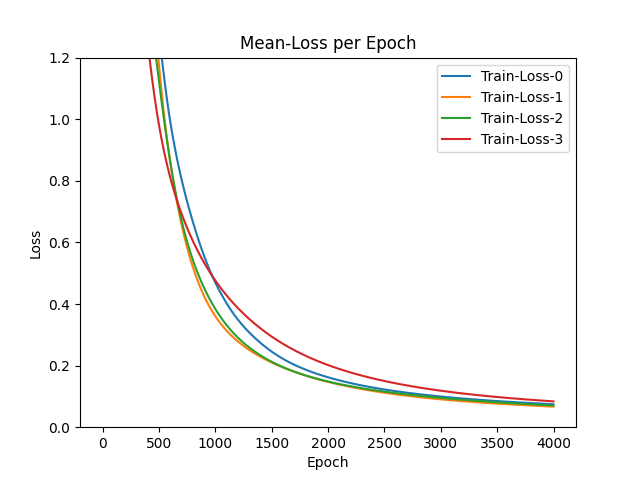 Mean-Loss per Epoch
1.2
1.0
0.8
0.6
0.4
0.2
0.0
Loss
Train-Loss-0
Train-Loss-1
Train-Loss-2
Train-Loss-3
0 500 1000 1500 2000 2500 3000 3500 4000
Epoch